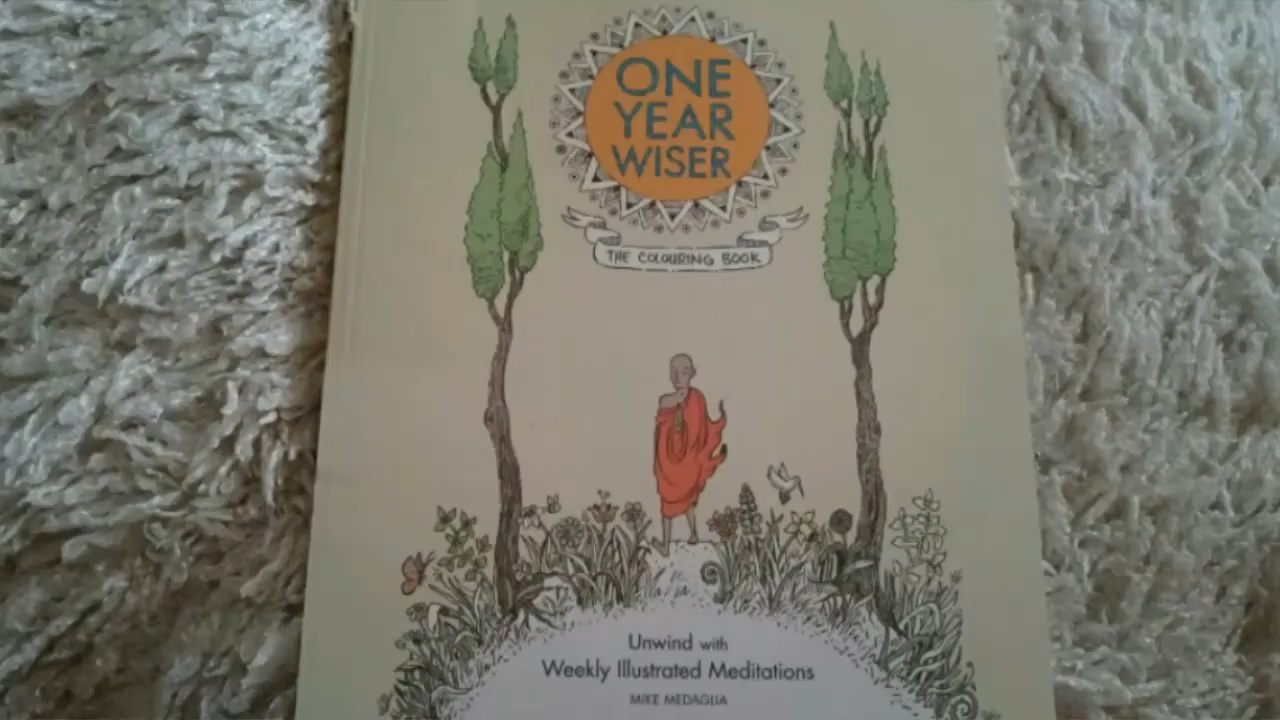 ONE
YEAR
WISER
THE COLOURING BOOK
Unwind with
Weekly Illustrated Meditations
MIKE MEDAGLIA